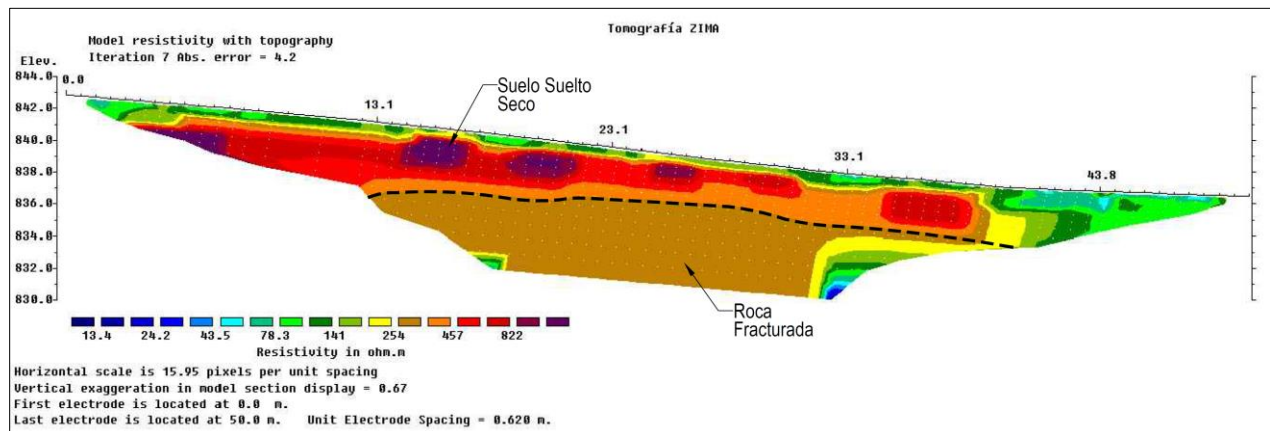 Tomografía ZIMA
Model resistivity with topography
Iteration 7 Abs. error = 4.2
Elev.
844.0
0.0
842.0
840.0
838.0
836.0
834.0
832.0
830.0
Suelo Suelto
Seco
13.1
23.1
33.1
43.8
Roca
Fracturada
13.4 24.2 43.5 78.3 141 254 457 822
Resistivity in ohm.m
Horizontal scale is 15.95 pixels per unit spacing
Vertical exaggeration in model section display = 0.67
First electrode is located at 0.0 m.
Last electrode is located at 50.0 m. Unit Electrode Spacing = 0.620 m.